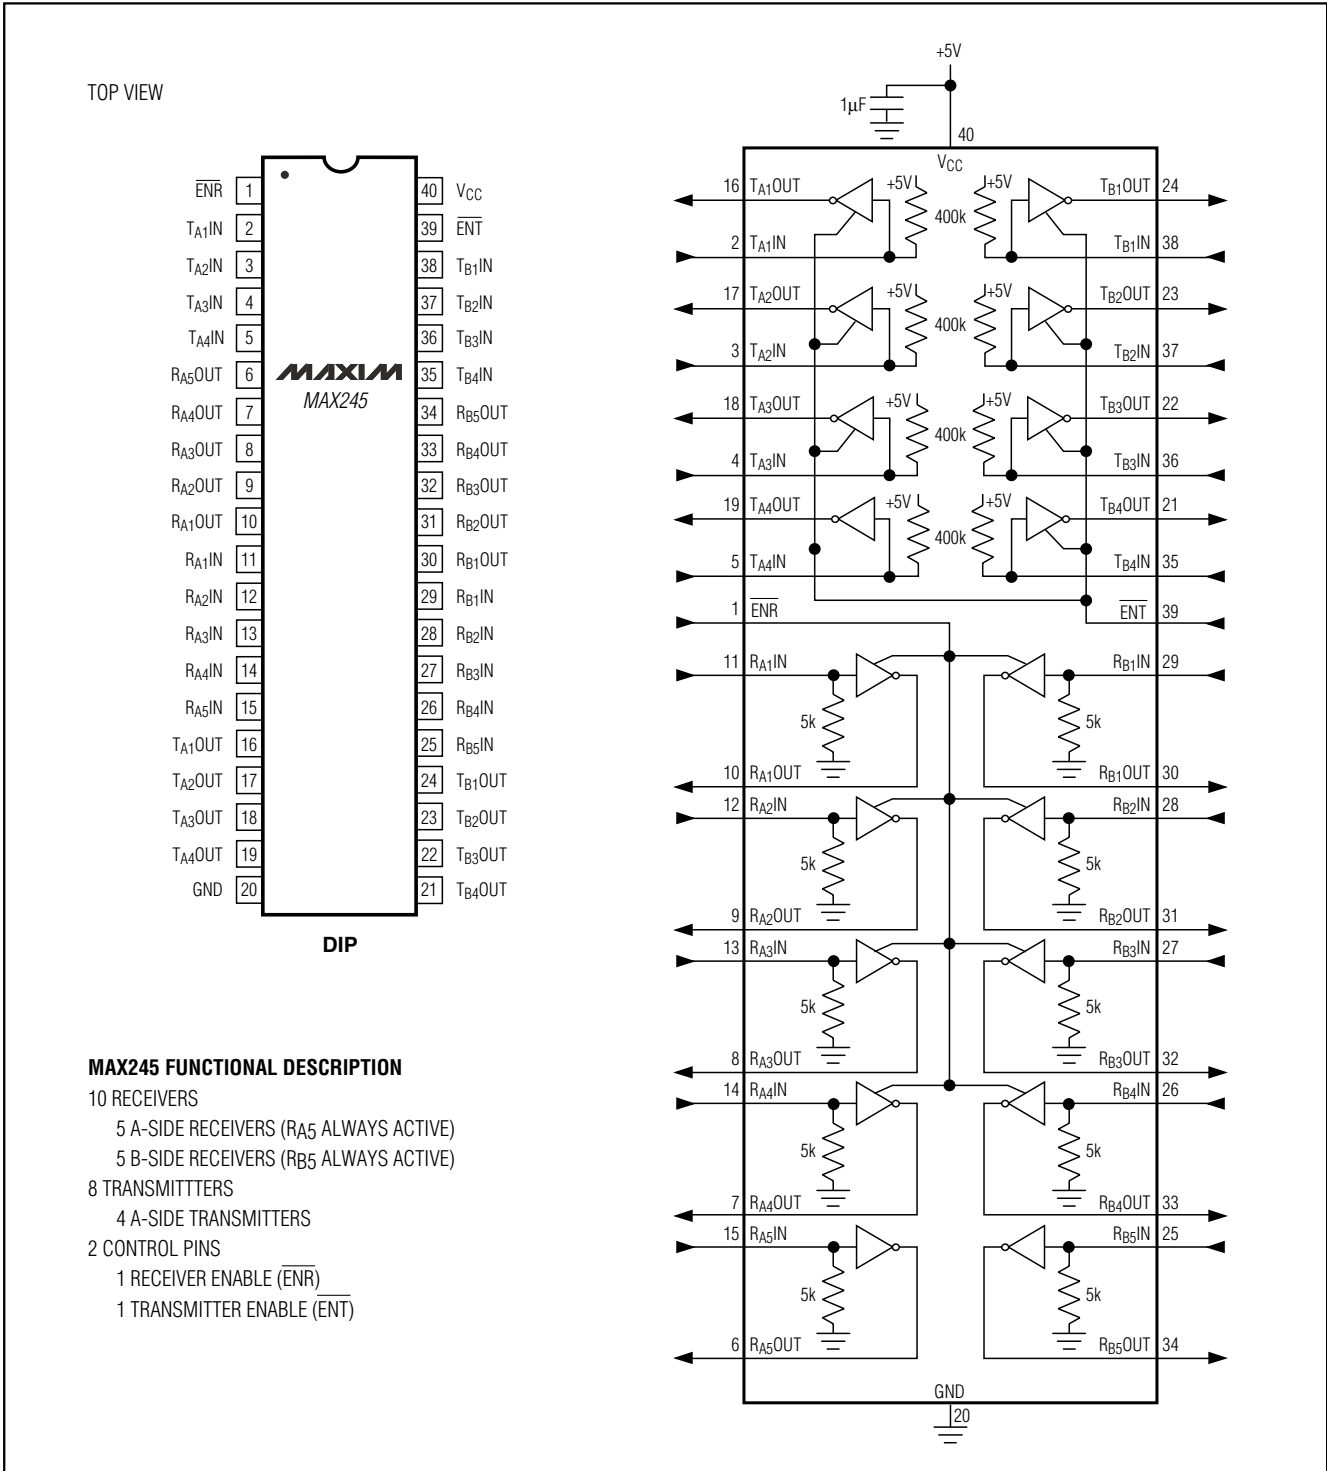 TOP VIEW
ENR 1
TA1IN 2
TA2IN 3
TA3IN 4
TA4IN 5
RA5OUT 6
RA4OUT 7
RA3OUT 8
RA2OUT 9
RA1OUT 10
RA1IN 11
RA2IN 12
RA3IN 13
RA4IN 14
RA5IN 15
TA1OUT 16
TA2OUT 17
TA3OUT 18
TA4OUT 19
GND 20
MAXIM
MAX245
40 VCC
39 ENT
38 TB1IN
37 TB2IN
36 TB3IN
35 TB4IN
34 RB5OUT
33 RB4OUT
32 RB3OUT
31 RB2OUT
30 RB1OUT
29 RB1IN
28 RB2IN
27 RB3IN
26 RB4IN
25 RB5IN
24 TB1OUT
23 TB2OUT
22 TB3OUT
21 TB4OUT
DIP
MAX245 FUNCTIONAL DESCRIPTION
10 RECEIVERS
5 A-SIDE RECEIVERS (RA5 ALWAYS ACTIVE)
5 B-SIDE RECEIVERS (RB5 ALWAYS ACTIVE)
8 TRANSMITTTERS
4 A-SIDE TRANSMITTERS
2 CONTROL PINS
1 RECEIVER ENABLE (ENR)
1 TRANSMITTER ENABLE (ENT)
+5V
1μF
40
VCC
16 TA1OUT +5V +5V TB1OUT 24
400k
2 TA1IN TB1IN 38
17 TA2OUT +5V +5V TB2OUT 23
400k
3 TA2IN TB2IN 37
18 TA3OUT +5V +5V TB3OUT 22
400k
4 TA3IN TB3IN 36
19 TA4OUT +5V +5V TB4OUT 21
400k
5 TA4IN TB4IN 35
1 ENR ENT 39
11 RA1IN RB1IN 29
5k 5k
10 RA1OUT RB1OUT 30
12 RA2IN RB2IN 28
5k 5k
9 RA2OUT RB2OUT 31
13 RA3IN RB3IN 27
5k 5k
8 RA3OUT RB3OUT 32
14 RA4IN RB4IN 26
5k 5k
7 RA4OUT RB4OUT 33
15 RA5IN RB5IN 25
5k 5k
6 RA5OUT RB5OUT 34
GND
20